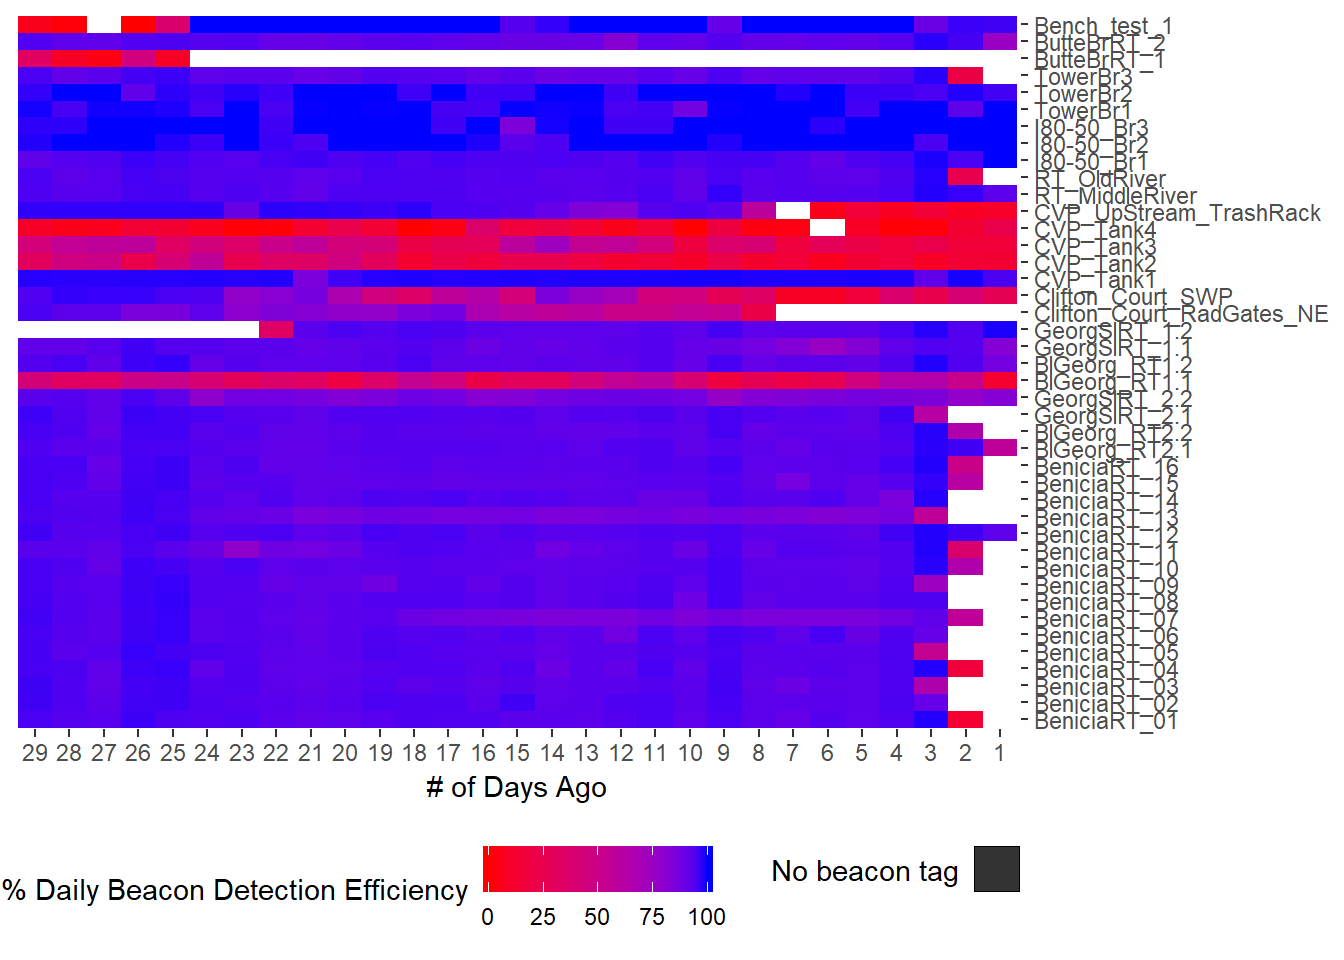 Bench_test_1
ButteBrRT_2
ButteBrRT_1
TowerBr3
TowerBr2
TowerBr1
I80-50_Br3
I80-50_Br2
I80-50_Br1
RT_OldRiver
RT_MiddleRiver
CVP_UpStream_TrashRack
CVP_Tank4
CVP_Tank3
CVP_Tank2
CVP_Tank1
Clifton_Court_SWP
Clifton_Court_RadGates_NE
GeorgSlRT_1.2
GeorgSlRT_1.1
BlGeorg_RT1.2
BlGeorg_RT1.1
GeorgSlRT_2.2
GeorgSlRT_2.1
BlGeorg_RT2.2
BlGeorg_RT2.1
BeniciaRT_16
BeniciaRT_15
BeniciaRT_14
BeniciaRT_13
BeniciaRT_12
BeniciaRT_11
BeniciaRT_10
BeniciaRT_09
BeniciaRT_08
BeniciaRT_07
BeniciaRT_06
BeniciaRT_05
BeniciaRT_04
BeniciaRT_03
BeniciaRT_02
BeniciaRT_01
29 28 27 26 25 24 23 22 21 20 19 18 17 16 15 14 13 12 11 10 9 8 7 6 5 4 3 2 1
# of Days Ago
% Daily Beacon Detection Efficiency
0 25 50 75 100
No beacon tag